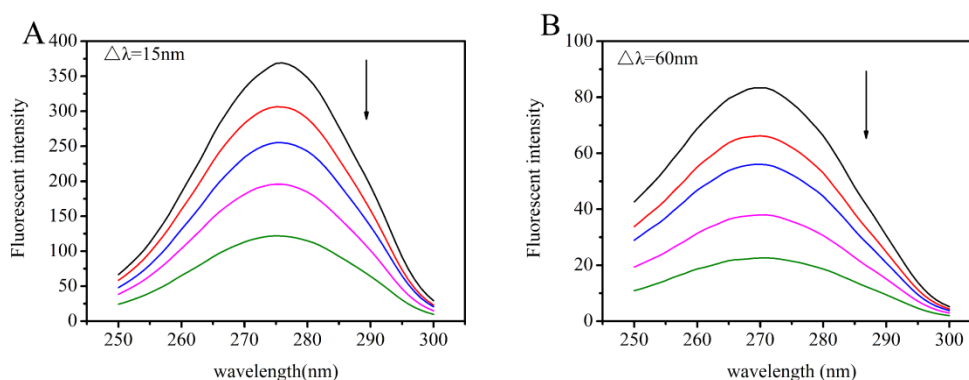 A
△λ=15nm
Fluorescent intensity
400
350
300
250
200
150
100
50
0
250 260 270 280 290 300
wavelength(nm)
B
△λ=60nm
Fluorescent intensity
100
80
60
40
20
0
250 260 270 280 290 300
wavelength (nm)